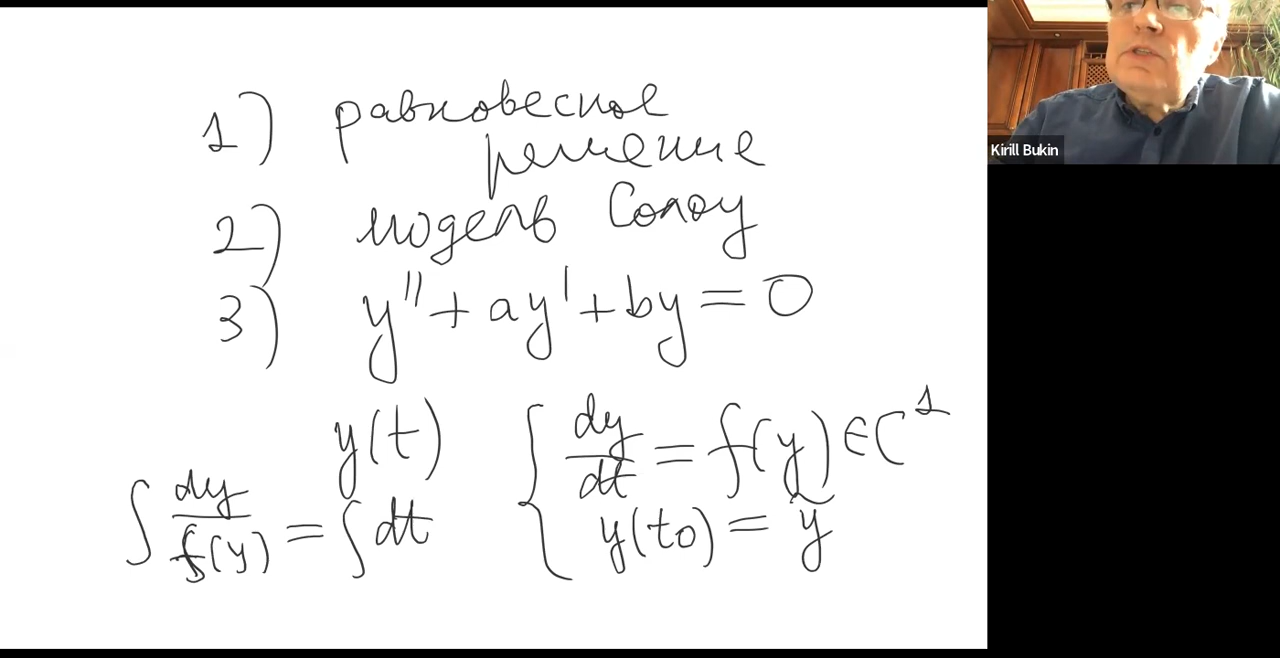 1) равновесное
решение
2) модель Солоу
3) y'' + ay' + by = 0
y(t)
∫ dy/f(y) = ∫ dt
{ dy/dt = f(y) ∈ C¹
y(t0) = ỹ
Kirill Bukin